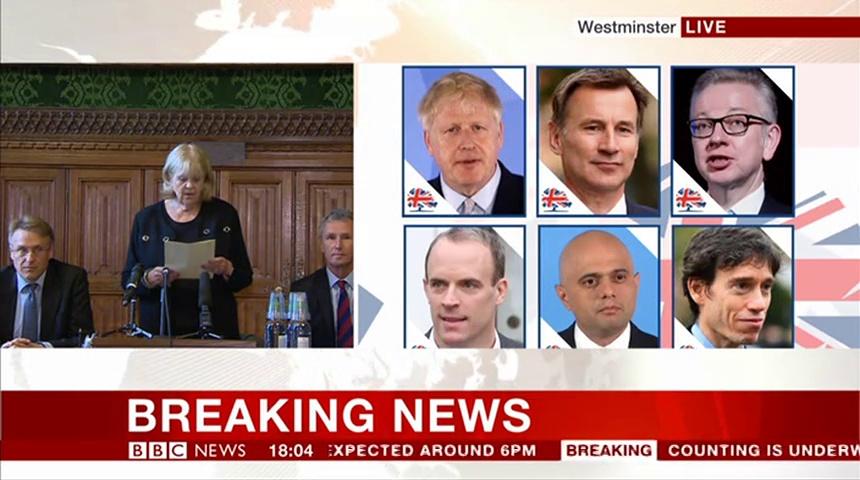 Westminster LIVE
BREAKING NEWS
BBC NEWS 18:04 EXPECTED AROUND 6PM BREAKING COUNTING IS UNDERW